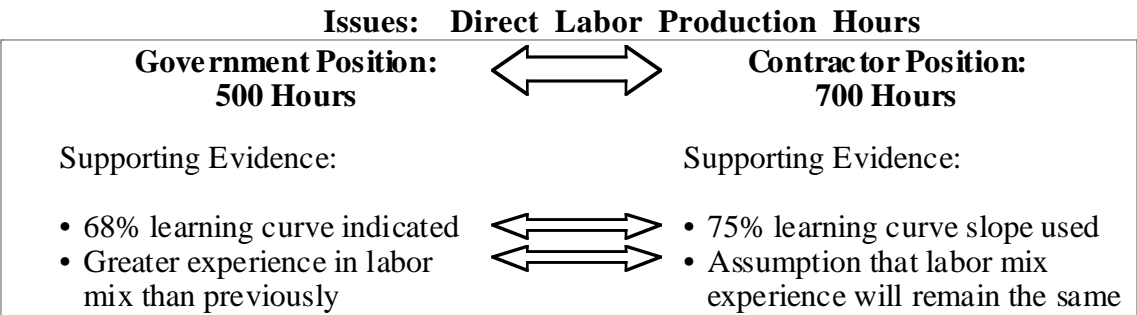 Issues: Direct Labor Production Hours
Government Position:
500 Hours
Contractor Position:
700 Hours
Supporting Evidence:
• 68% learning curve indicated
• Greater experience in labor
mix than previously
Supporting Evidence:
• 75% learning curve slope used
• Assumption that labor mix
experience will remain the same